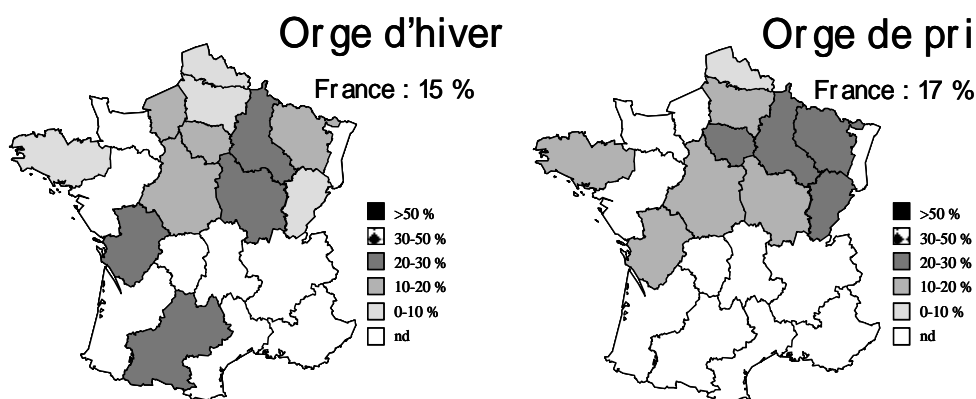 Orge d'hiver
France : 15 %
>50 %
30-50 %
20-30 %
10-20 %
0-10 %
nd
Orge de pri
France : 17 %
>50 %
30-50 %
20-30 %
10-20 %
0-10 %
nd